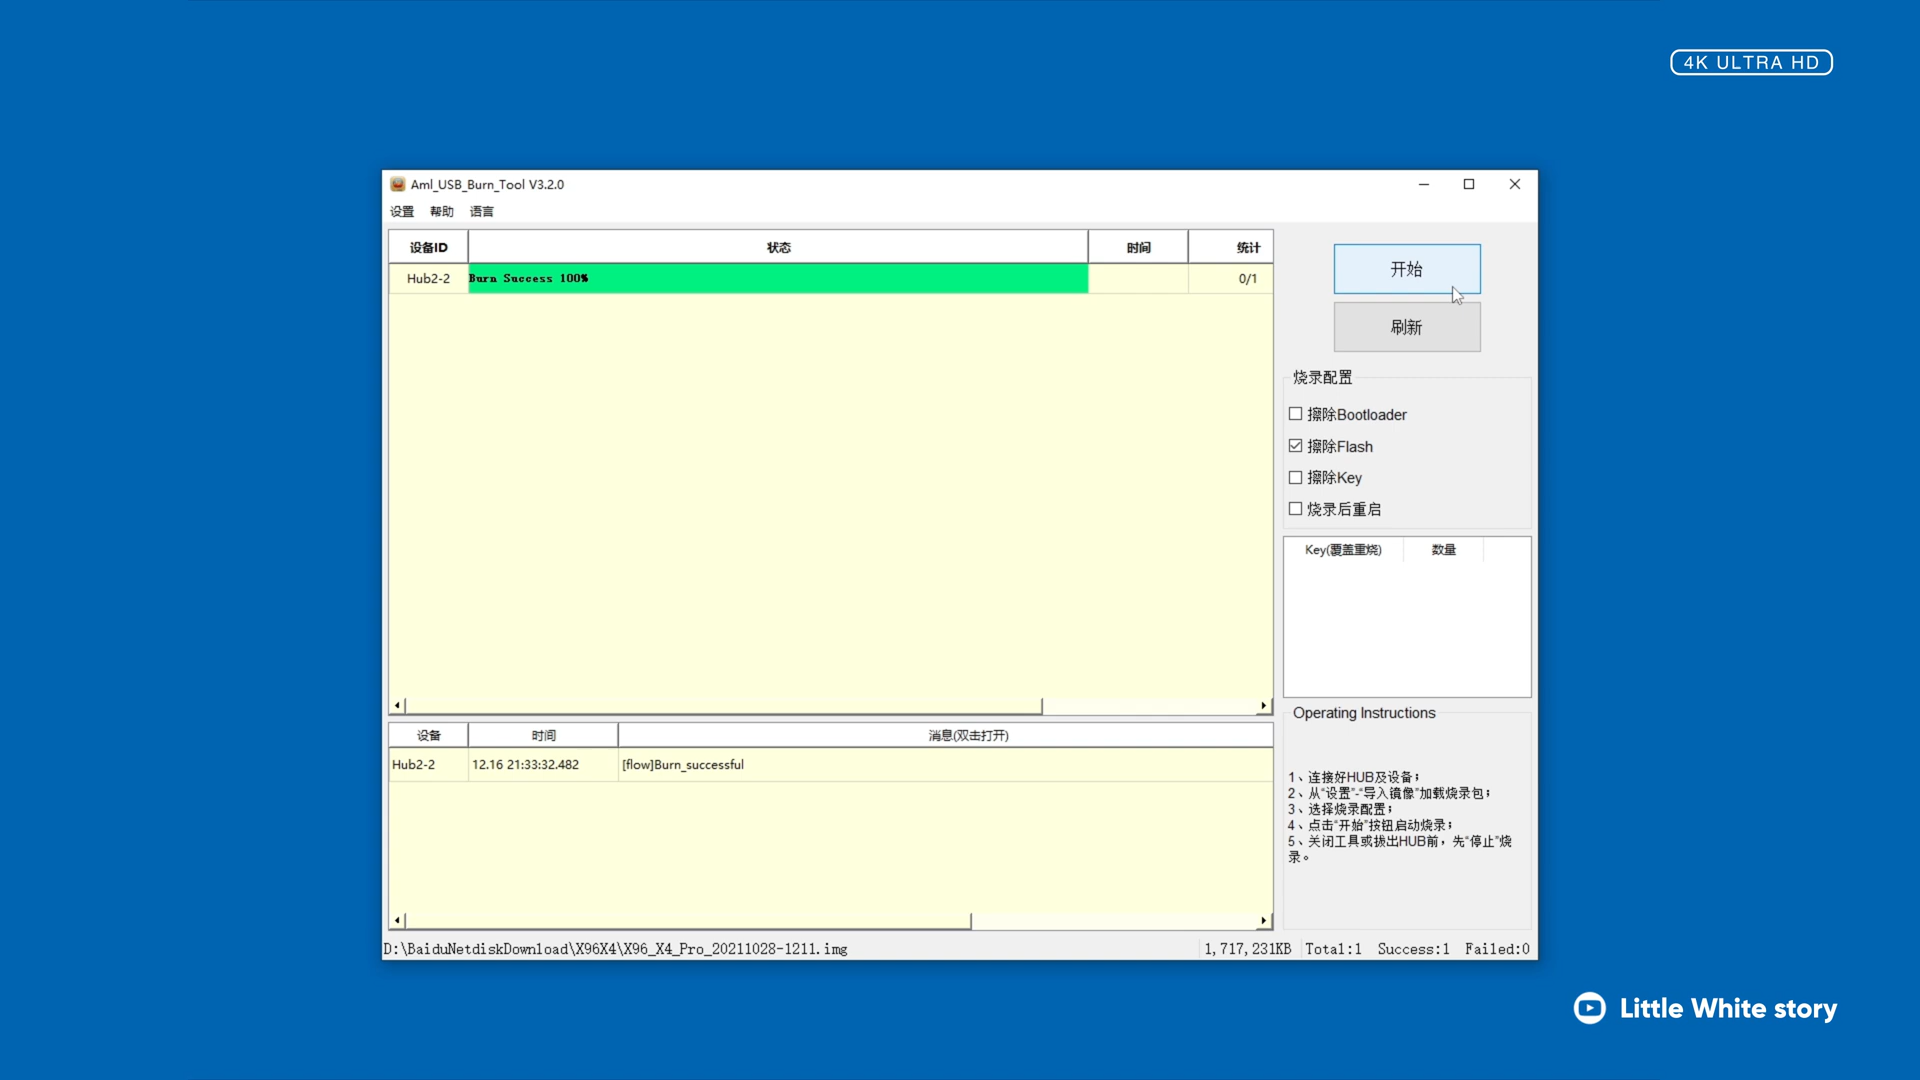 4K ULTRA HD
Aml_USB_Burn_Tool V3.2.0
设置 帮助 语言
设备ID 状态 时间 统计
Hub2-2 Burn Success 100% 0/1
开始
刷新
烧录配置
擦除Bootloader
擦除Flash
擦除Key
烧录后重启
Key(覆盖重烧) 数量
设备 时间 消息(双击打开)
Hub2-2 12.16 21:33:32.482 [flow]Burn_successful
Operating Instructions
1、连接好HUB及设备；
2、从“设置”-“导入镜像”加载烧录包；
3、选择烧录配置；
4、点击“开始”按钮启动烧录；
5、关闭工具或拔出HUB前，先“停止”烧
录。
D:\BaiduNetdiskDownload\X96X4\X96_X4_Pro_20211028-1211.img 1,717,231KB Total:1 Success:1 Failed:0
Little White story